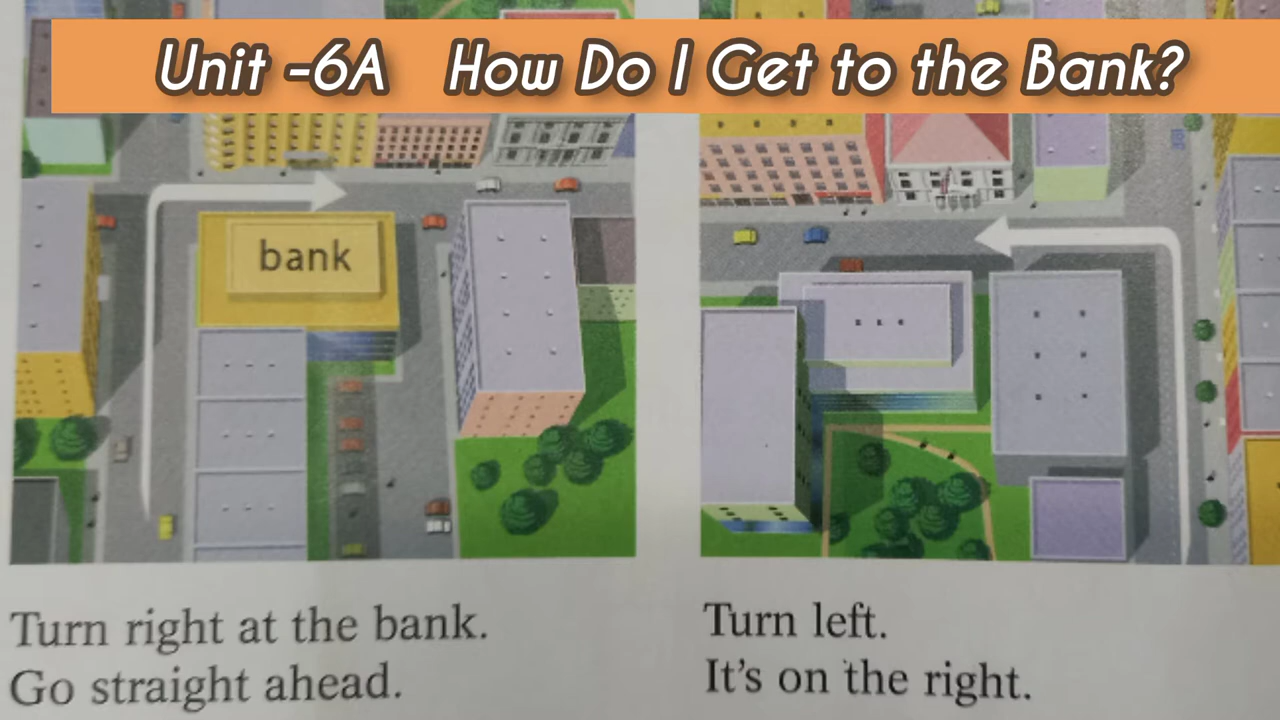 Unit -6A How Do I Get to the Bank?
bank
Turn right at the bank.
Go straight ahead.
Turn left.
It's on the right.